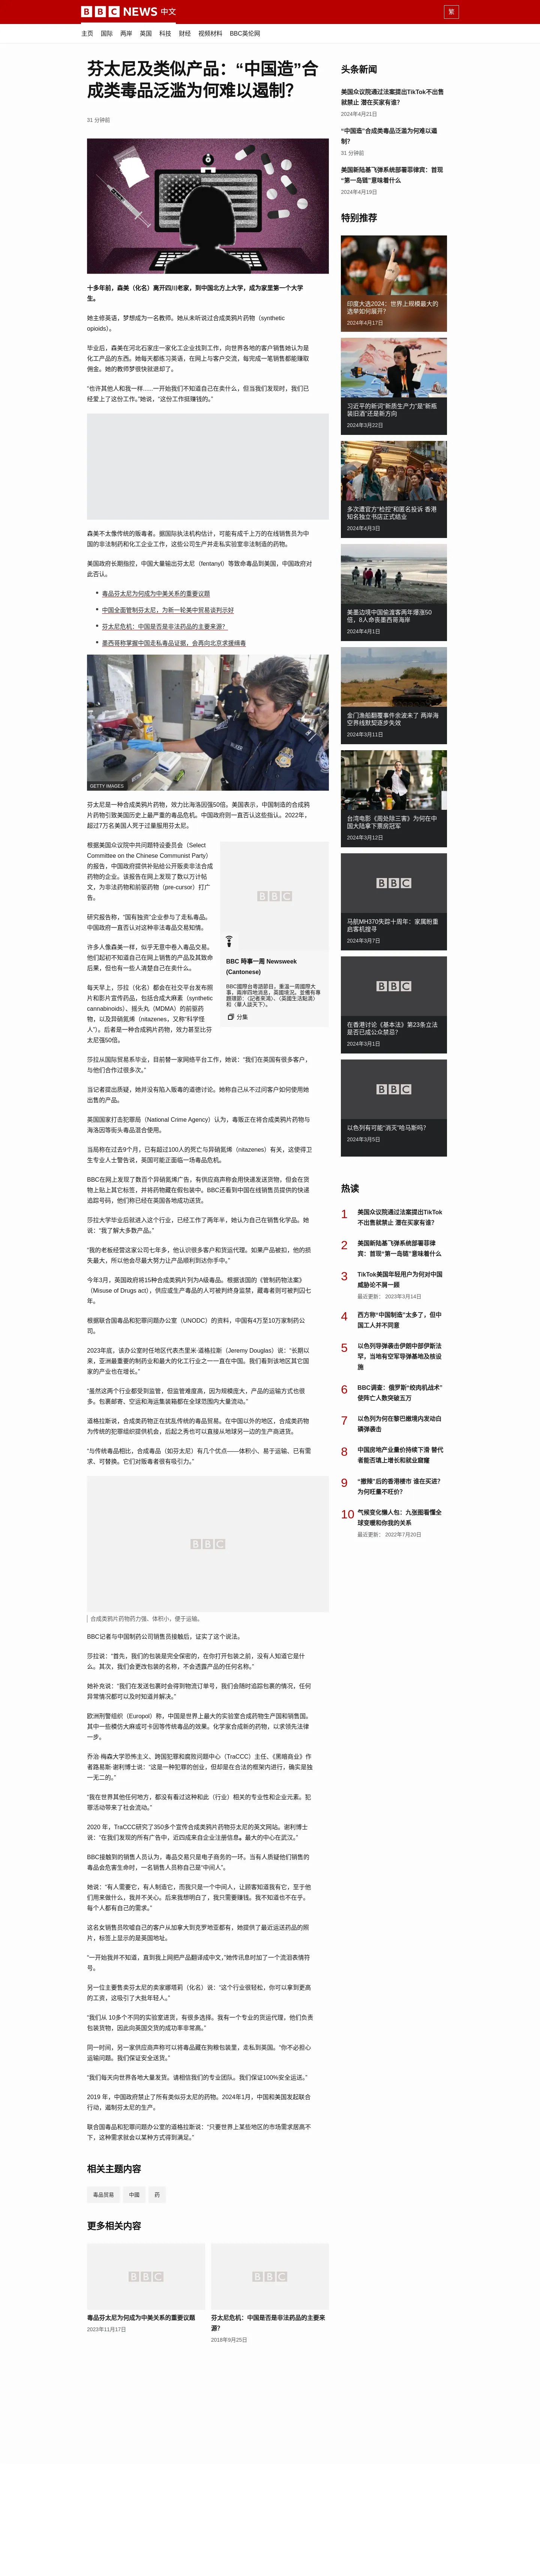 BBC NEWS 中文
繁
主页 国际 两岸 英国 科技 财经 视频材料 BBC英伦网
芬太尼及类似产品：“中国造”合
成类毒品泛滥为何难以遏制？
31 分钟前
十多年前，森美（化名）离开四川老家，到中国北方上大学，成为家里第一个大学
生。
她主修英语，梦想成为一名教师。她从未听说过合成类鸦片药物（synthetic
opioids）。
毕业后，森美在河北石家庄一家化工企业找到工作，向世界各地的客户销售她认为是
化工产品的东西。她每天都练习英语，在网上与客户交流，每完成一笔销售都能赚取
佣金。她的教师梦很快就退却了。
“也许其他人和我一样......一开始我们不知道自己在卖什么，但当我们发现时，我们已
经爱上了这份工作，”她说，“这份工作挺赚钱的。”
森美不太像传统的贩毒者。据国际执法机构估计，可能有成千上万的在线销售员为中
国的非法制药和化工企业工作，这些公司生产并走私实验室非法制造的药物。
美国政府长期指控，中国大量输出芬太尼（fentanyl）等致命毒品到美国，中国政府对
此否认。
毒品芬太尼为何成为中美关系的重要议题
中国全面管制芬太尼，为新一轮美中贸易谈判示好
芬太尼危机：中国是否是非法药品的主要来源？
墨西哥称掌握中国走私毒品证据，会再向北京求援缉毒
GETTY IMAGES
芬太尼是一种合成类鸦片药物，效力比海洛因强50倍。美国表示，中国制造的合成鸦
片药物引致美国历史上最严重的毒品危机。中国政府则一直否认这些指认。2022年，
超过7万名美国人死于过量服用芬太尼。
根据美国众议院中共问题特设委员会（Select
Committee on the Chinese Communist Party）
的报告，中国政府提供补贴给公开贩卖非法合成
药物的企业。该报告在网上发现了数以万计帖
文，为非法药物和前驱药物（pre-cursor）打广
告。
研究报告称，“国有独资”企业参与了走私毒品。
中国政府一直否认对这种非法毒品交易知情。
许多人像森美一样，似乎无意中卷入毒品交易。
他们起初不知道自己在网上销售的产品及其致命
后果，但也有一些人清楚自己在卖什么。
每天早上，莎拉（化名）都会在社交平台发布照
片和影片宣传药品，包括合成大麻素（synthetic
cannabinoids）、摇头丸（MDMA）的前驱药
物，以及异硝氮烯（nitazenes，又称“科学怪
人”）。后者是一种合成鸦片药物，效力甚至比芬
太尼强50倍。
BBC
BBC 時事一周 Newsweek
(Cantonese)
BBC國際台粵語節目，重溫一周國際大
事，兩岸四地消息，英國境況。並備有專
題環節：〈記者來鴻〉、〈英國生活點滴〉
和〈華人談天下〉。
分集
莎拉从国际贸易系毕业，目前替一家网络平台工作，她说：“我们在英国有很多客户，
与他们合作过很多次。”
当记者提出质疑，她并没有陷入贩毒的道德讨论。她称自己从不过问客户如何使用她
出售的产品。
英国国家打击犯罪局（National Crime Agency）认为，毒贩正在将合成类鸦片药物与
海洛因等街头毒品混合使用。
当局称在过去9个月，已有超过100人的死亡与异硝氮烯（nitazenes）有关，这使得卫
生专业人士警告说，英国可能正面临一场毒品危机。
BBC在网上发现了数百个异硝氮烯广告，有供应商声称会用快递发送货物，但会在货
物上贴上其它标签，并将药物藏在假包装中。BBC还看到中国在线销售员提供的快递
追踪号码，他们称已经在英国各地成功送货。
莎拉大学毕业后就进入这个行业，已经工作了两年半，她认为自己在销售化学品。她
说：“我了解大多数产品。”
“我的老板经营这家公司七年多，他认识很多客户和货运代理。如果产品被扣，他的损
失最大，所以他会尽最大努力让产品顺利到达你手中。”
今年3月，英国政府将15种合成类鸦片列为A级毒品。根据该国的《管制药物法案》
（Misuse of Drugs act），供应或生产毒品的人可被判终身监禁，藏毒者则可被判囚七
年。
根据联合国毒品和犯罪问题办公室（UNODC）的资料，中国有4万至10万家制药公
司。
2023年底，该办公室时任地区代表杰里米·道格拉斯（Jeremy Douglas）说：“长期以
来，亚洲最重要的制药业和最大的化工行业之一一直在中国。我们看到该地区其它国
家的产业也在增长。”
“虽然这两个行业都受到监管，但监管难度高，因为规模庞大，产品的运输方式也很
多。包裹邮寄、空运和海运集装箱都在全球范围内大量流动。”
道格拉斯说，合成类药物正在扰乱传统的毒品贸易。在中国以外的地区，合成类药物
为传统的犯罪组织提供机会，后起之秀也可以直接从地球另一边的生产商进货。
“与传统毒品相比，合成毒品（如芬太尼）有几个优点——体积小、易于运输、已有需
求、可替换。它们对贩毒者很有吸引力。”
BBC
合成类鸦片药物药力强、体积小，便于运输。
BBC记者与中国制药公司销售员接触后，证实了这个说法。
莎拉说：“首先，我们的包装是完全保密的，在你打开包装之前，没有人知道它是什
么。其次，我们会更改包装的名称，不会透露产品的任何名称。”
她补充说：“我们在发送包裹时会得到物流订单号，我们会随时追踪包裹的情况，任何
异常情况都可以及时知道并解决。”
欧洲刑警组织（Europol）称，中国是世界上最大的实验室合成药物生产国和销售国。
其中一些模仿大麻或可卡因等传统毒品的效果。化学家合成新的药物，以求领先法律
一步。
乔治·梅森大学恐怖主义、跨国犯罪和腐败问题中心（TraCCC）主任、《黑暗商业》作
者路易斯·谢利博士说：“这是一种犯罪的创业，但却是在合法的框架内进行，确实是独
一无二的。”
“我在世界其他任何地方，都没有看过这种和此（行业）相关的专业性和企业元素。犯
罪活动带来了社会流动。”
2020 年，TraCCC研究了350多个宣传合成类鸦片药物芬太尼的英文网站。谢利博士
说：“在我们发现的所有广告中，近四成来自企业注册信息。最大的中心在武汉。”
BBC接触到的销售人员认为，毒品交易只是电子商务的一环。当有人质疑他们销售的
毒品会危害生命时，一名销售人员称自己是“中间人”。
她说：“有人需要它，有人制造它，而我只是一个中间人，让顾客知道我有它，至于他
们用来做什么，我并不关心。后来我想明白了，我只需要赚钱。我不知道也不在乎。
每个人都有自己的需求。”
这名女销售员吹嘘自己的客户从加拿大到克罗地亚都有，她提供了最近运送药品的照
片，标签上显示的是英国地址。
“一开始我并不知道，直到我上网把产品翻译成中文，”她传讯息时加了一个流泪表情符
号。
另一位主要售卖芬太尼的卖家娜塔莉（化名）说：“这个行业很轻松，你可以拿到更高
的工资，这吸引了大批年轻人。”
“我们从 10多个不同的实验室进货，有很多选择。我有一个专业的货运代理，他们负责
包装货物，因此向英国交货的成功率非常高。”
同一时间，另一家供应商声称可以将毒品藏在狗粮包装里，走私到英国。“你不必担心
运输问题。我们保证安全送货。”
“我们每天向世界各地大量发货。请相信我们的专业团队。我们保证100%安全运送。”
2019 年，中国政府禁止了所有类似芬太尼的药物。2024年1月，中国和美国发起联合
行动，遏制芬太尼的生产。
联合国毒品和犯罪问题办公室的道格拉斯说：“只要世界上某些地区的市场需求居高不
下，这种需求就会以某种方式得到满足。”
相关主题内容
毒品贸易 中國 药
更多相关内容
BBC
毒品芬太尼为何成为中美关系的重要议题
2023年11月17日
BBC
芬太尼危机：中国是否是非法药品的主要来
源？
2018年9月25日
头条新闻
美国众议院通过法案提出TikTok不出售
就禁止 潜在买家有谁？
2024年4月21日
“中国造”合成类毒品泛滥为何难以遏
制？
31 分钟前
美国新陆基飞弹系统部署菲律宾：首现
“第一岛链”意味着什么
2024年4月19日
特别推荐
印度大选2024：世界上规模最大的
选举如何展开？
2024年4月17日
习近平的新词“新质生产力”是“新瓶
装旧酒”还是新方向
2024年3月22日
多次遭官方“检控”和匿名投诉 香港
知名独立书店正式结业
2024年4月3日
美墨边境中国偷渡客两年爆涨50
倍，8人命丧墨西哥海岸
2024年4月1日
金门渔船翻覆事件余波未了 两岸海
空界线默契逐步失效
2024年3月11日
台湾电影《周处除三害》为何在中
国大陆拿下票房冠军
2024年3月12日
BBC
马航MH370失踪十周年：家属盼重
启客机搜寻
2024年3月7日
BBC
在香港讨论《基本法》第23条立法
是否已成公众禁忌？
2024年3月1日
BBC
以色列有可能“消灭”哈马斯吗？
2024年3月5日
热读
1 美国众议院通过法案提出TikTok
不出售就禁止 潜在买家有谁？
2 美国新陆基飞弹系统部署菲律
宾：首现“第一岛链”意味着什么
3 TikTok美国年轻用户为何对中国
威胁论不屑一顾
最近更新： 2023年3月14日
4 西方称“中国制造”太多了，但中
国工人并不同意
5 以色列导弹袭击伊朗中部伊斯法
罕，当地有空军导弹基地及核设
施
6 BBC调查：俄罗斯“绞肉机战术”
使阵亡人数突破五万
7 以色列为何在黎巴嫩境内发动白
磷弹袭击
8 中国房地产业量价持续下滑 替代
者能否填上增长和就业窟窿
9 “撤辣”后的香港楼市 谁在买进？
为何旺量不旺价？
10 气候变化懒人包：九张图看懂全
球变暖和你我的关系
最近更新： 2022年7月20日